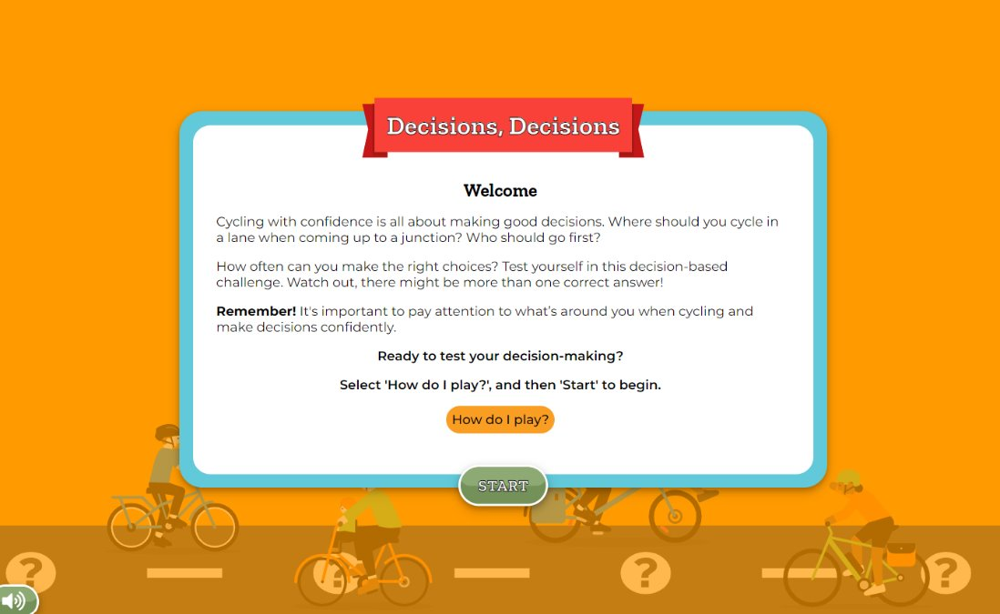 Decisions, Decisions
Welcome
Cycling with confidence is all about making good decisions. Where should you cycle in
a lane when coming up to a junction? Who should go first?
How often can you make the right choices? Test yourself in this decision-based
challenge. Watch out, there might be more than one correct answer!
Remember! It's important to pay attention to what’s around you when cycling and
make decisions confidently.
Ready to test your decision-making?
Select 'How do I play?', and then 'Start' to begin.
How do I play?
START
? ? ? ?